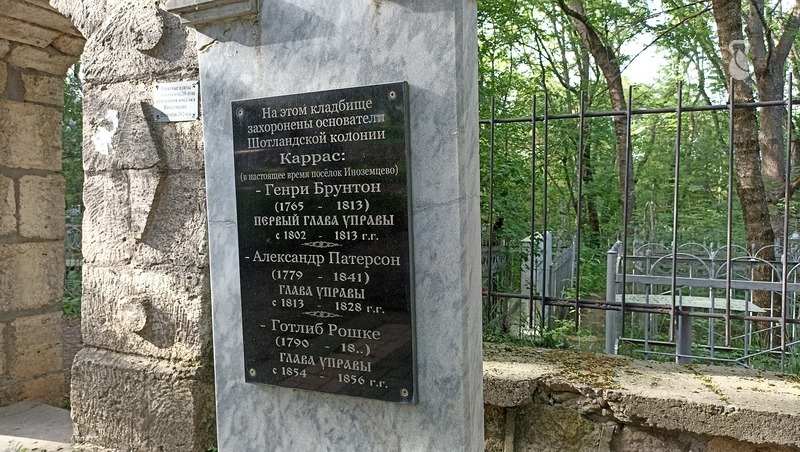 На этом кладбище
захоронены основатели
Шотландской колонии
Каррас:
(в настоящее время посёлок Иноземцево)
- Генри Брунтон
(1765 - 1813)
ПЕРВЫЙ ГЛАВА УПРАВЫ
с 1802 - 1813 г.г.
- Александр Патерсон
(1779 - 1841)
ГЛАВА УПРАВЫ
с 1813 - 1828 г.г.
- Готлиб Рошке
(1790 - 18..)
ГЛАВА УПРАВЫ
с 1854 - 1856 г.г.